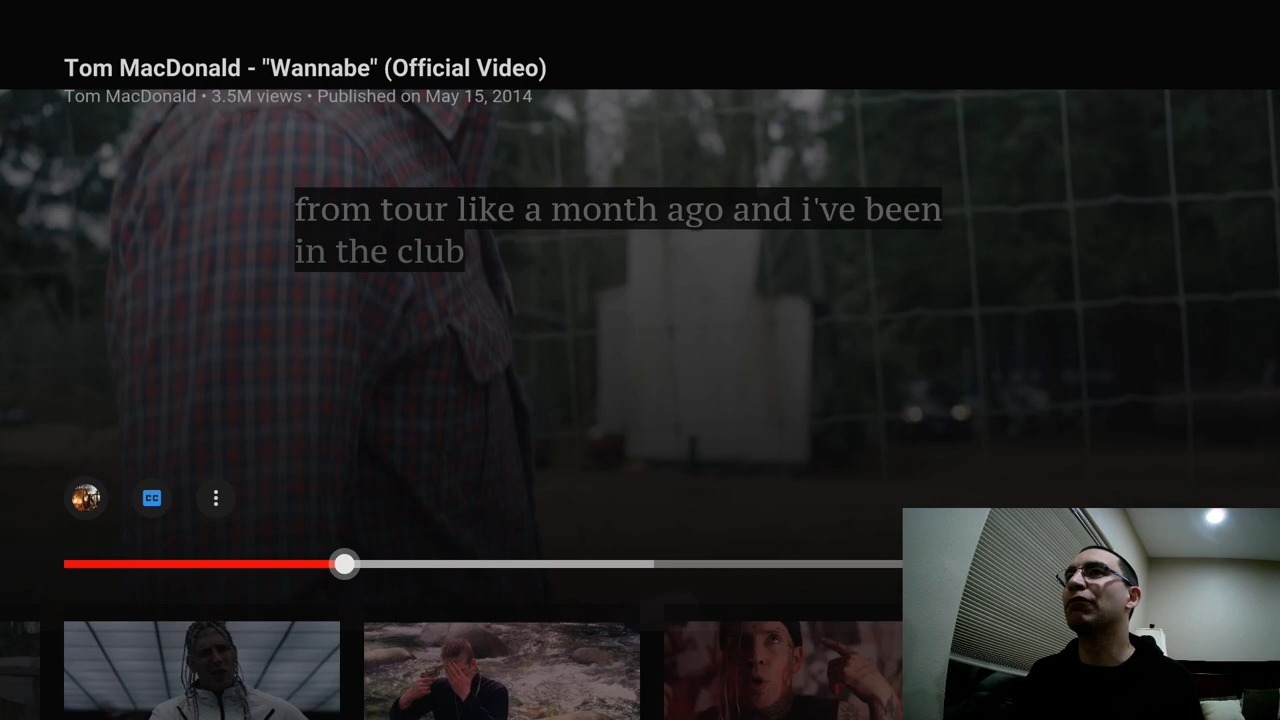 Tom MacDonald - "Wannabe" (Official Video)
Tom MacDonald • 3.5M views • Published on May 15, 2014
from tour like a month ago and i've been
in the club
CC